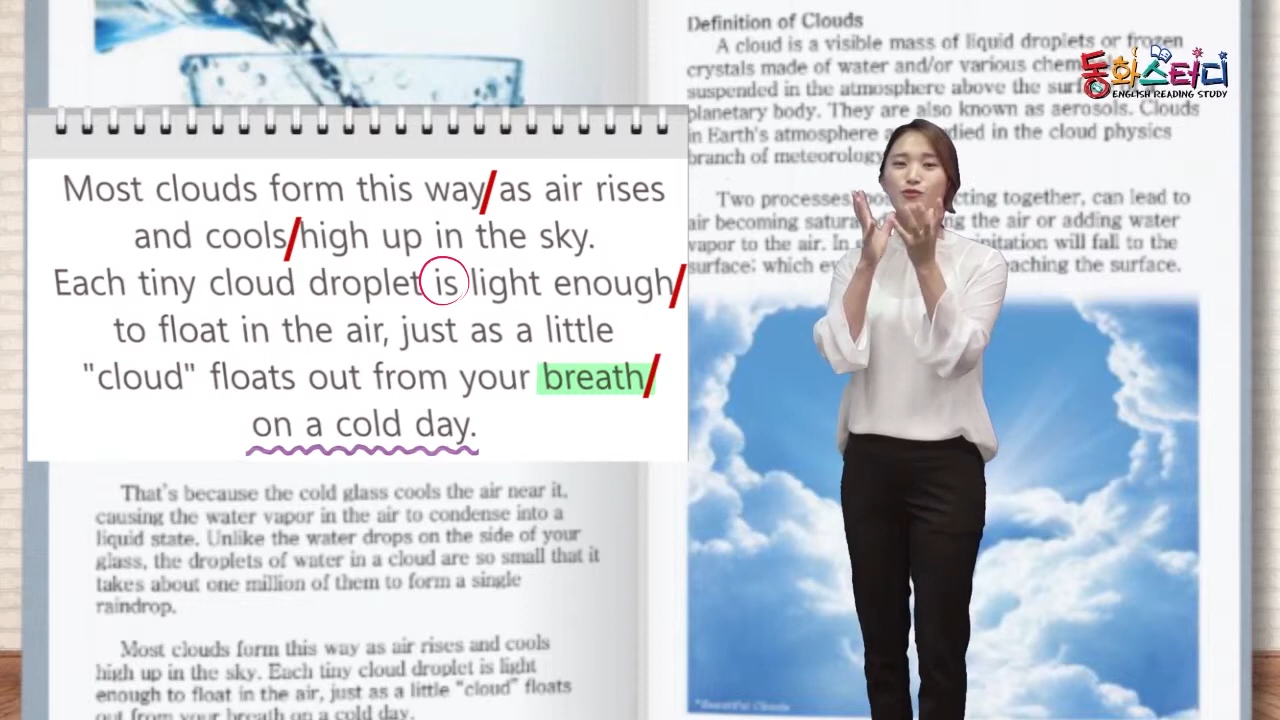 Most clouds form this way/as air rises
and cools/high up in the sky.
Each tiny cloud droplet is light enough/
to float in the air, just as a little
"cloud" floats out from your breath/
on a cold day.
That's because the cold glass cools the air near it,
causing the water vapor in the air to condense into a
liquid state. Unlike the water drops on the side of your
glass, the droplets of water in a cloud are so small that it
takes about one million of them to form a single
raindrop.
Most clouds form this way as air rises and cools
high up in the sky. Each tiny cloud droplet is light
enough to float in the air, just as a little "cloud" floats
out from your breath on a cold day.
Definition of Clouds
A cloud is a visible mass of liquid droplets or frozen
crystals made of water and/or various
suspended in the atmosphere above the
planetary body. They are also known as aerosols. Clouds
in Earth's atmosphere in the cloud physics
branch of meteorology
Two processes, together, can lead to
air becoming the air or adding water
vapor to the air. In will fall to the
surface; which the surface.
"Beautiful Clouds
동화스터디
ENGLISH READING STUDY